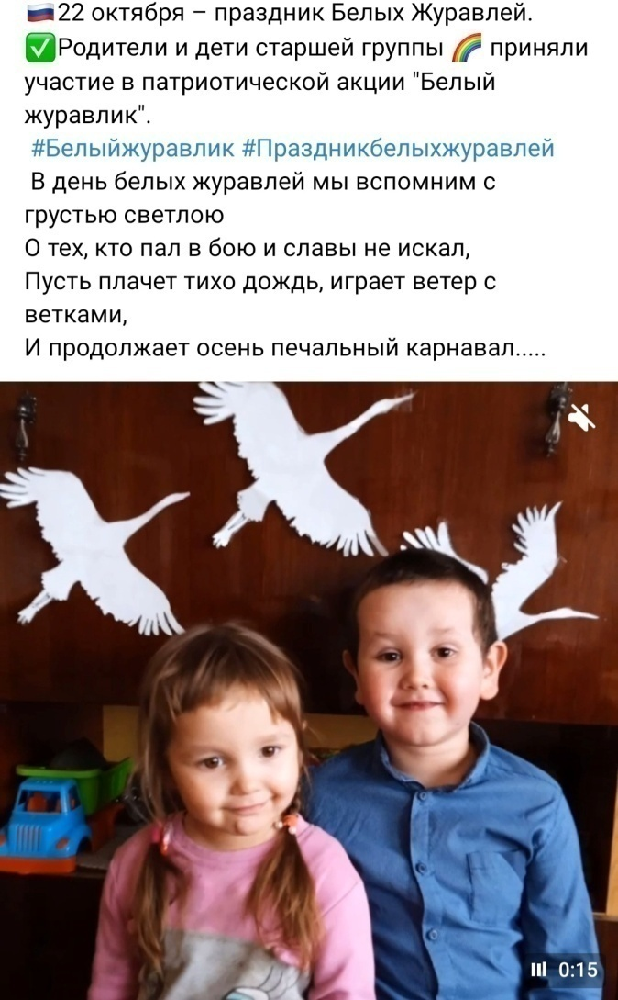 🇷🇺22 октября – праздник Белых Журавлей.
✅Родители и дети старшей группы 🌈 приняли
участие в патриотической акции "Белый
журавлик".
#Белыйжуравлик #Праздникбелыхжуравлей
В день белых журавлей мы вспомним с
грустью светлою
О тех, кто пал в бою и славы не искал,
Пусть плачет тихо дождь, играет ветер с
ветками,
И продолжает осень печальный карнавал.....
0:15